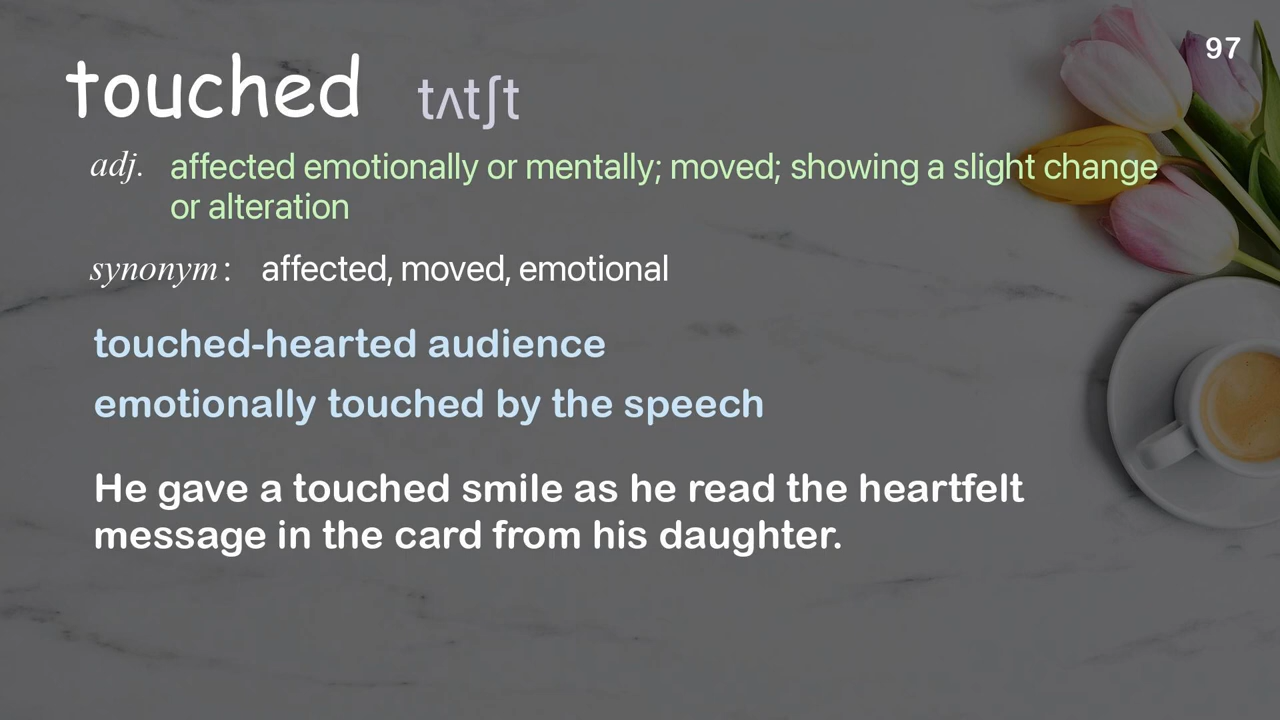 97
touched tʌtʃt
adj. affected emotionally or mentally; moved; showing a slight change
or alteration
synonym: affected, moved, emotional
touched-hearted audience
emotionally touched by the speech
He gave a touched smile as he read the heartfelt
message in the card from his daughter.